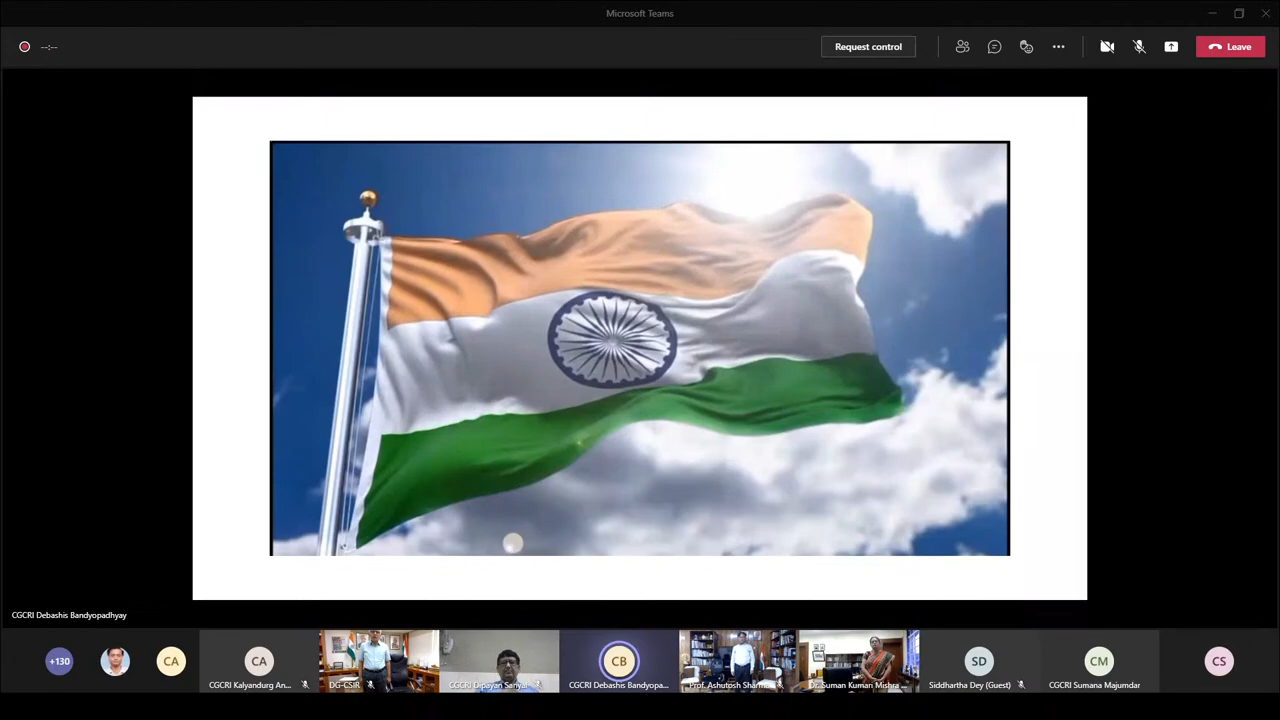 Microsoft Teams
--:--
Request control
Leave
CGCRI Debashis Bandyopadhyay
+130
CA
CA
CB
SD
CM
CS
CGCRI Kalyandurg An...
DG-CSIR
CGCRI Dipayan Sanyal
CGCRI Debashis Bandyopa...
Prof. Ashutosh Sharma
Dr. Suman Kumari Mishra ...
Siddhartha Dey (Guest)
CGCRI Sumana Majumdar